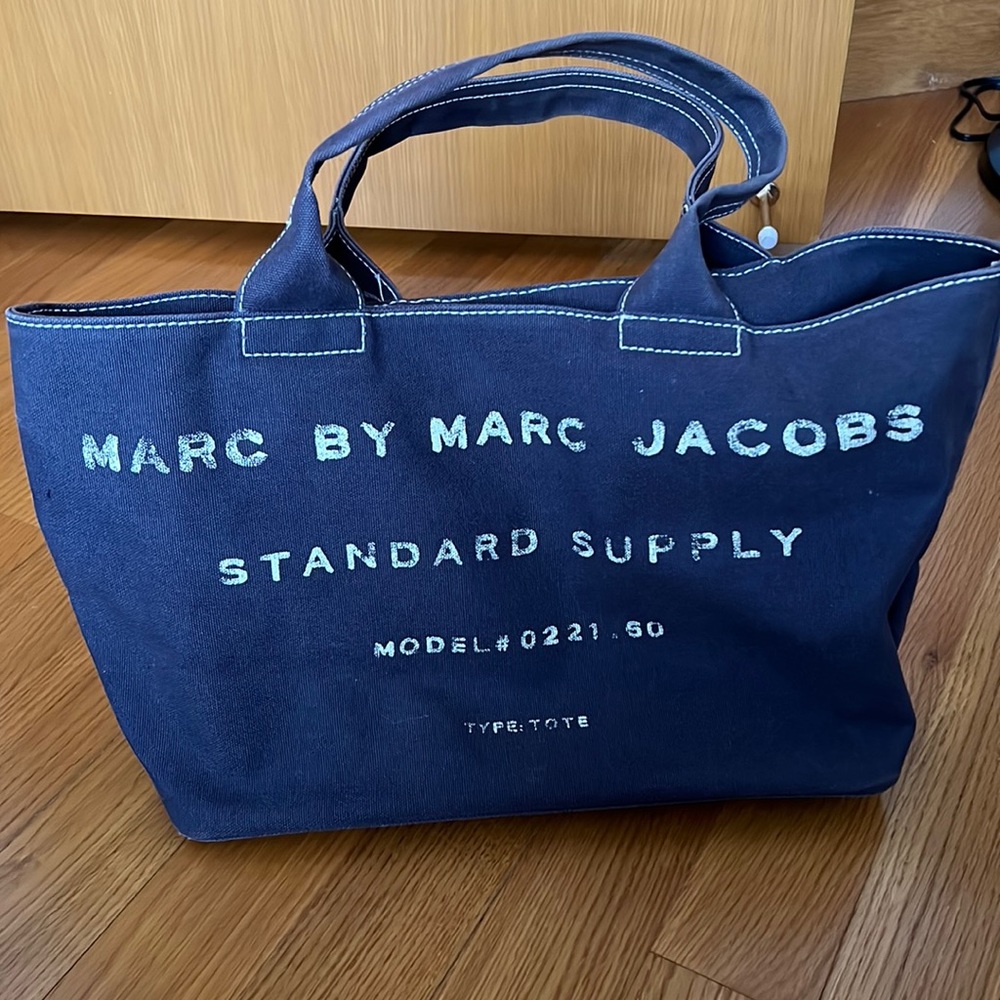 MARC BY MARC JACOBS
STANDARD SUPPLY
MODEL#0221.60
TYPE:TOTE